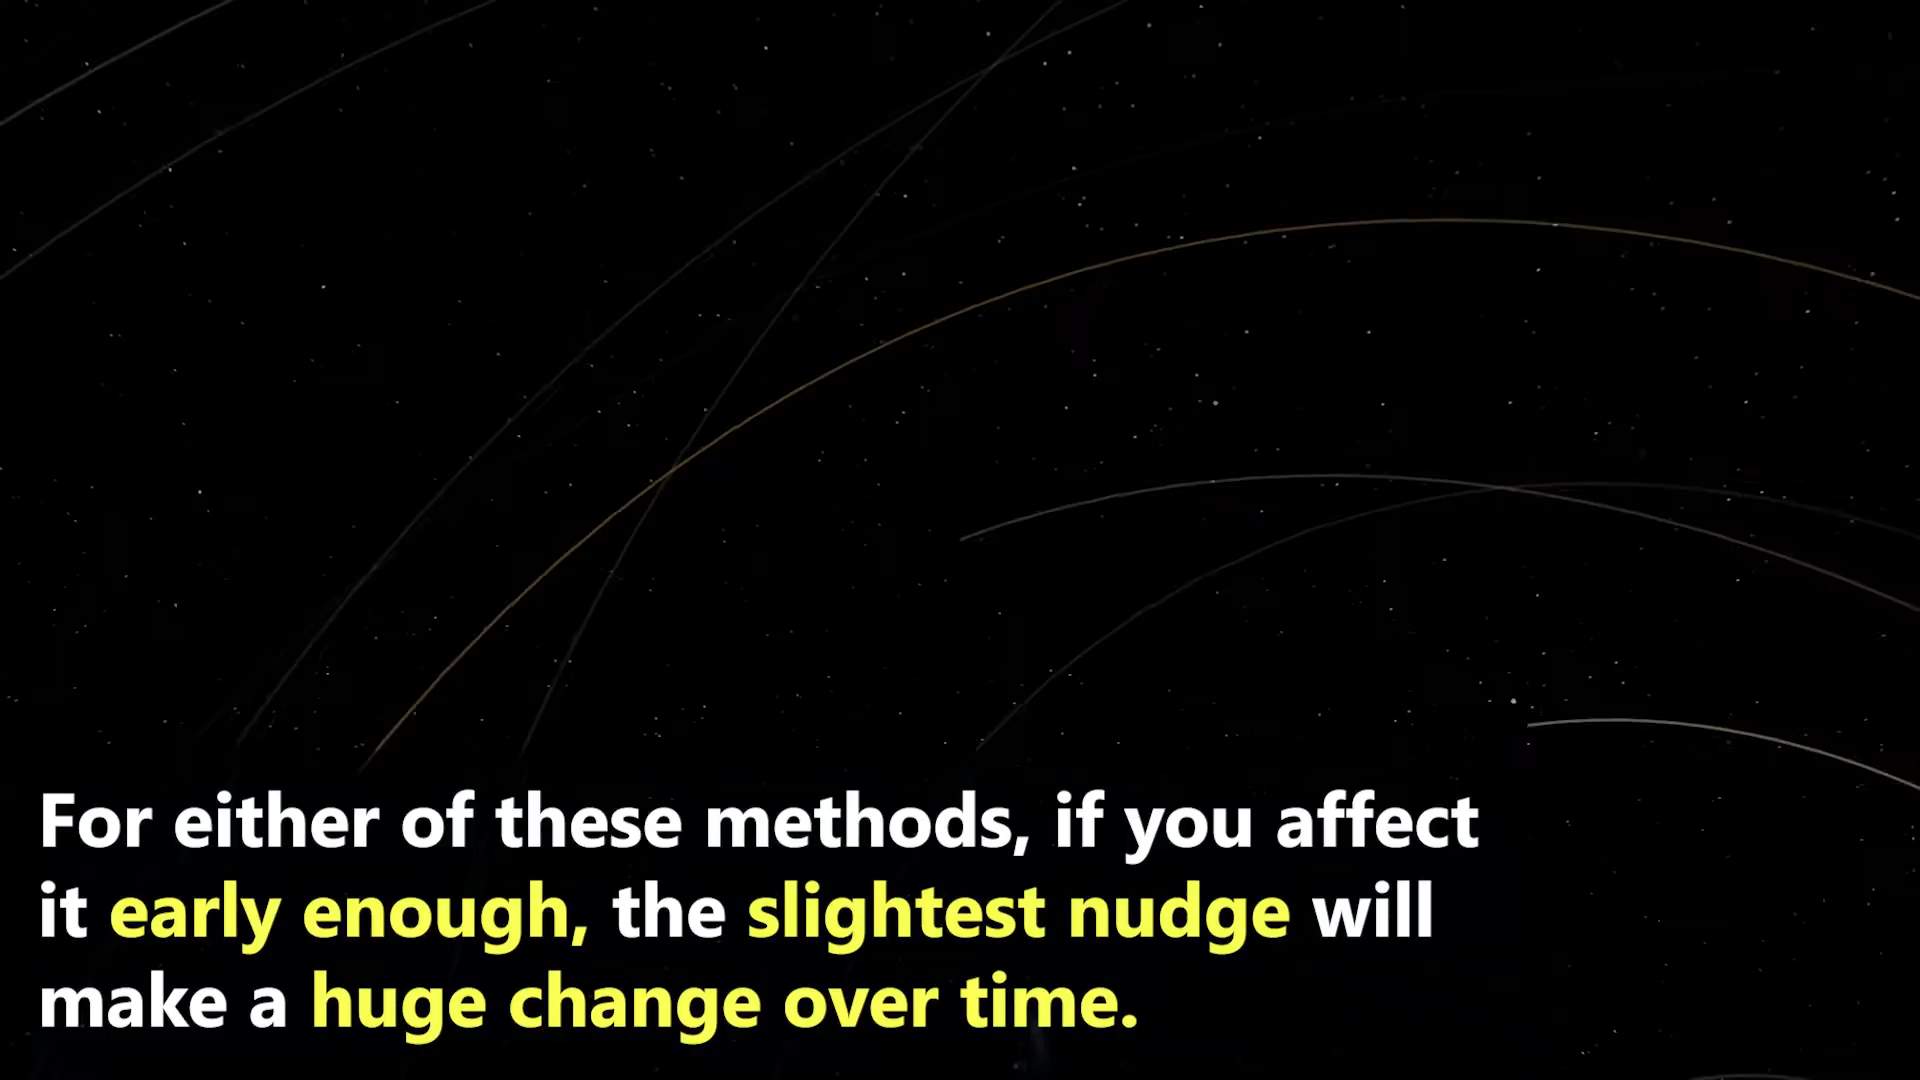 For either of these methods, if you affect
it early enough, the slightest nudge will
make a huge change over time.